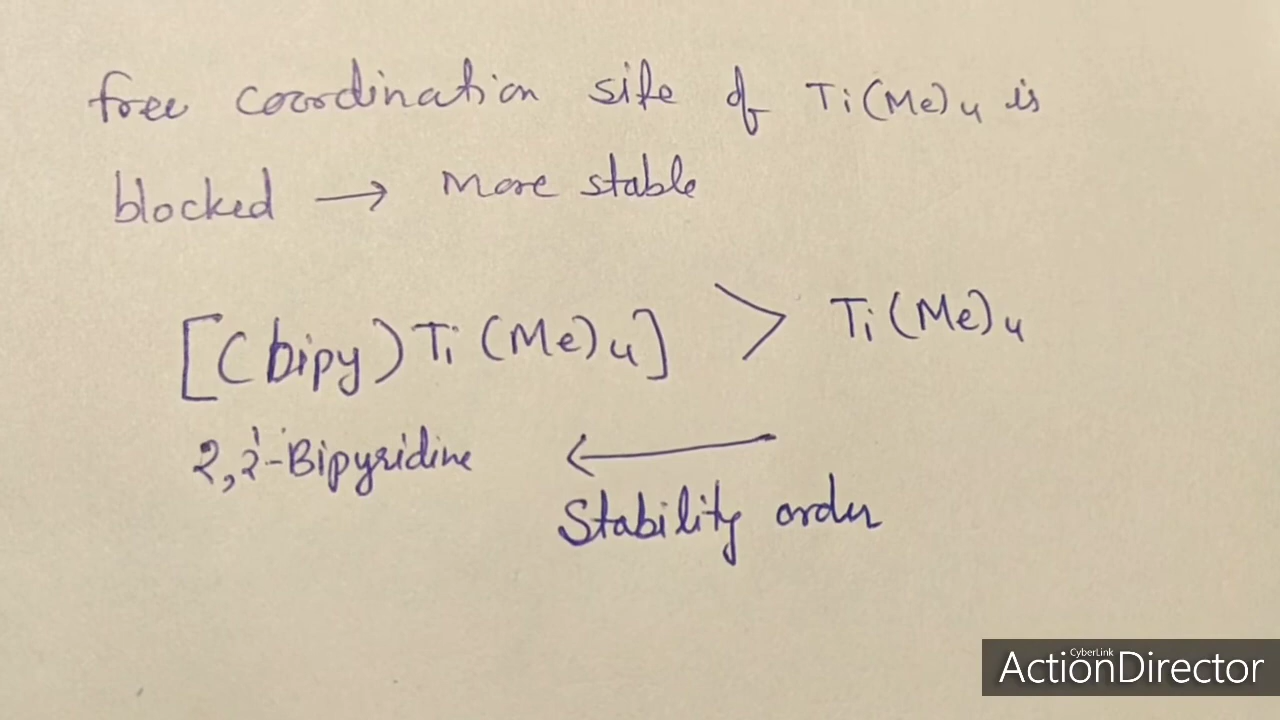 free coordination site of Ti(Me)4 is
blocked → More stable
[(bipy)Ti(Me)4] > Ti(Me)4
2,2'-Bipyridine ←
Stability order
CyberLink
ActionDirector